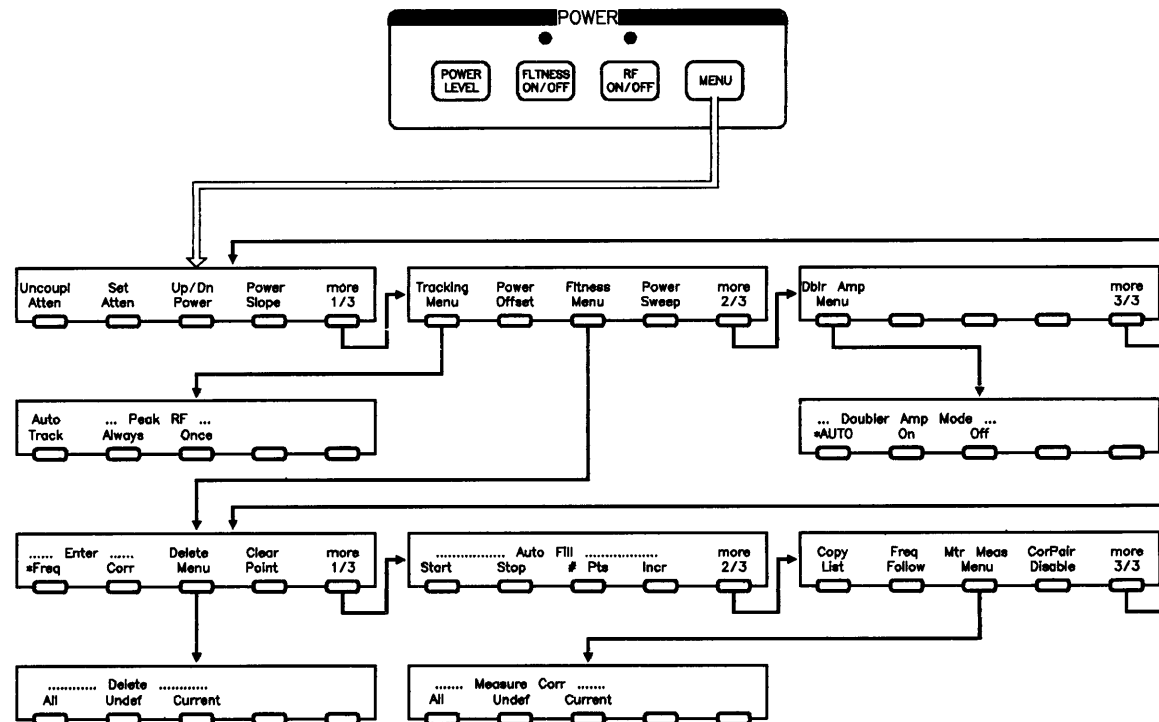 POWER
POWER LEVEL
FLTNESS ON/OFF
RF ON/OFF
MENU
Uncoupl Atten
Set Atten
Up/Dn Power
Power Slope
more 1/3
Tracking Menu
Power Offset
Fltness Menu
Power Sweep
more 2/3
Dblr Amp Menu
more 3/3
Auto Track
... Peak RF ...
Always
Once
... Doubler Amp Mode ...
*AUTO
On
Off
...... Enter ......
*Freq
Corr
Delete Menu
Clear Point
more 1/3
.................. Auto Fill ..................
Start
Stop
# Pts
Incr
more 2/3
Copy List
Freq Follow
Mtr Meas Menu
CorPair Disable
more 3/3
............ Delete ............
All
Undef
Current
....... Measure Corr .......
All
Undef
Current